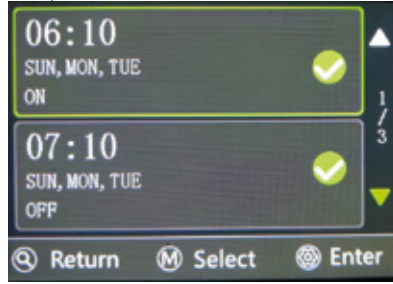 06:10
SUN, MON, TUE
ON
07:10
SUN, MON, TUE
OFF
1
/
3
Return M Select Enter